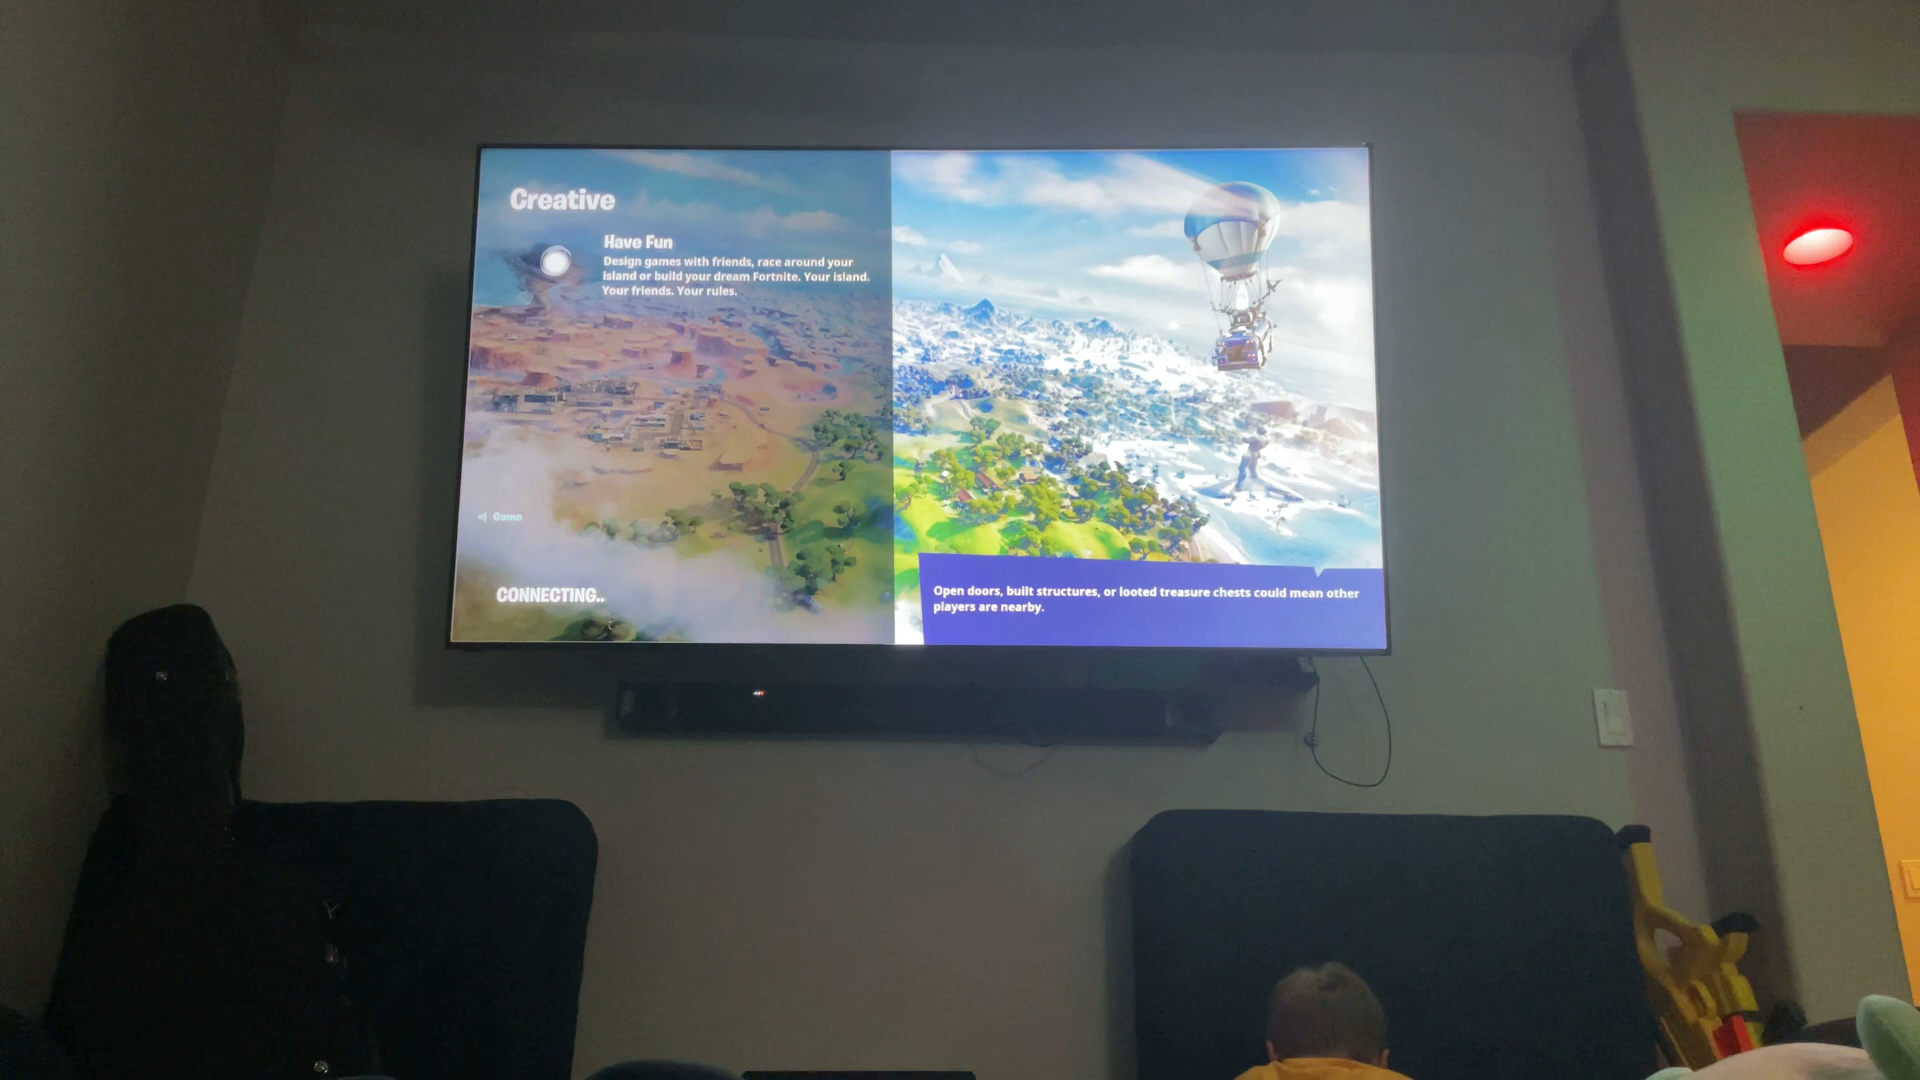 Creative
Have Fun
Design games with friends, race around your
island or build your dream Fortnite. Your island.
Your friends. Your rules.
Game
CONNECTING..
Open doors, built structures, or looted treasure chests could mean other
players are nearby.